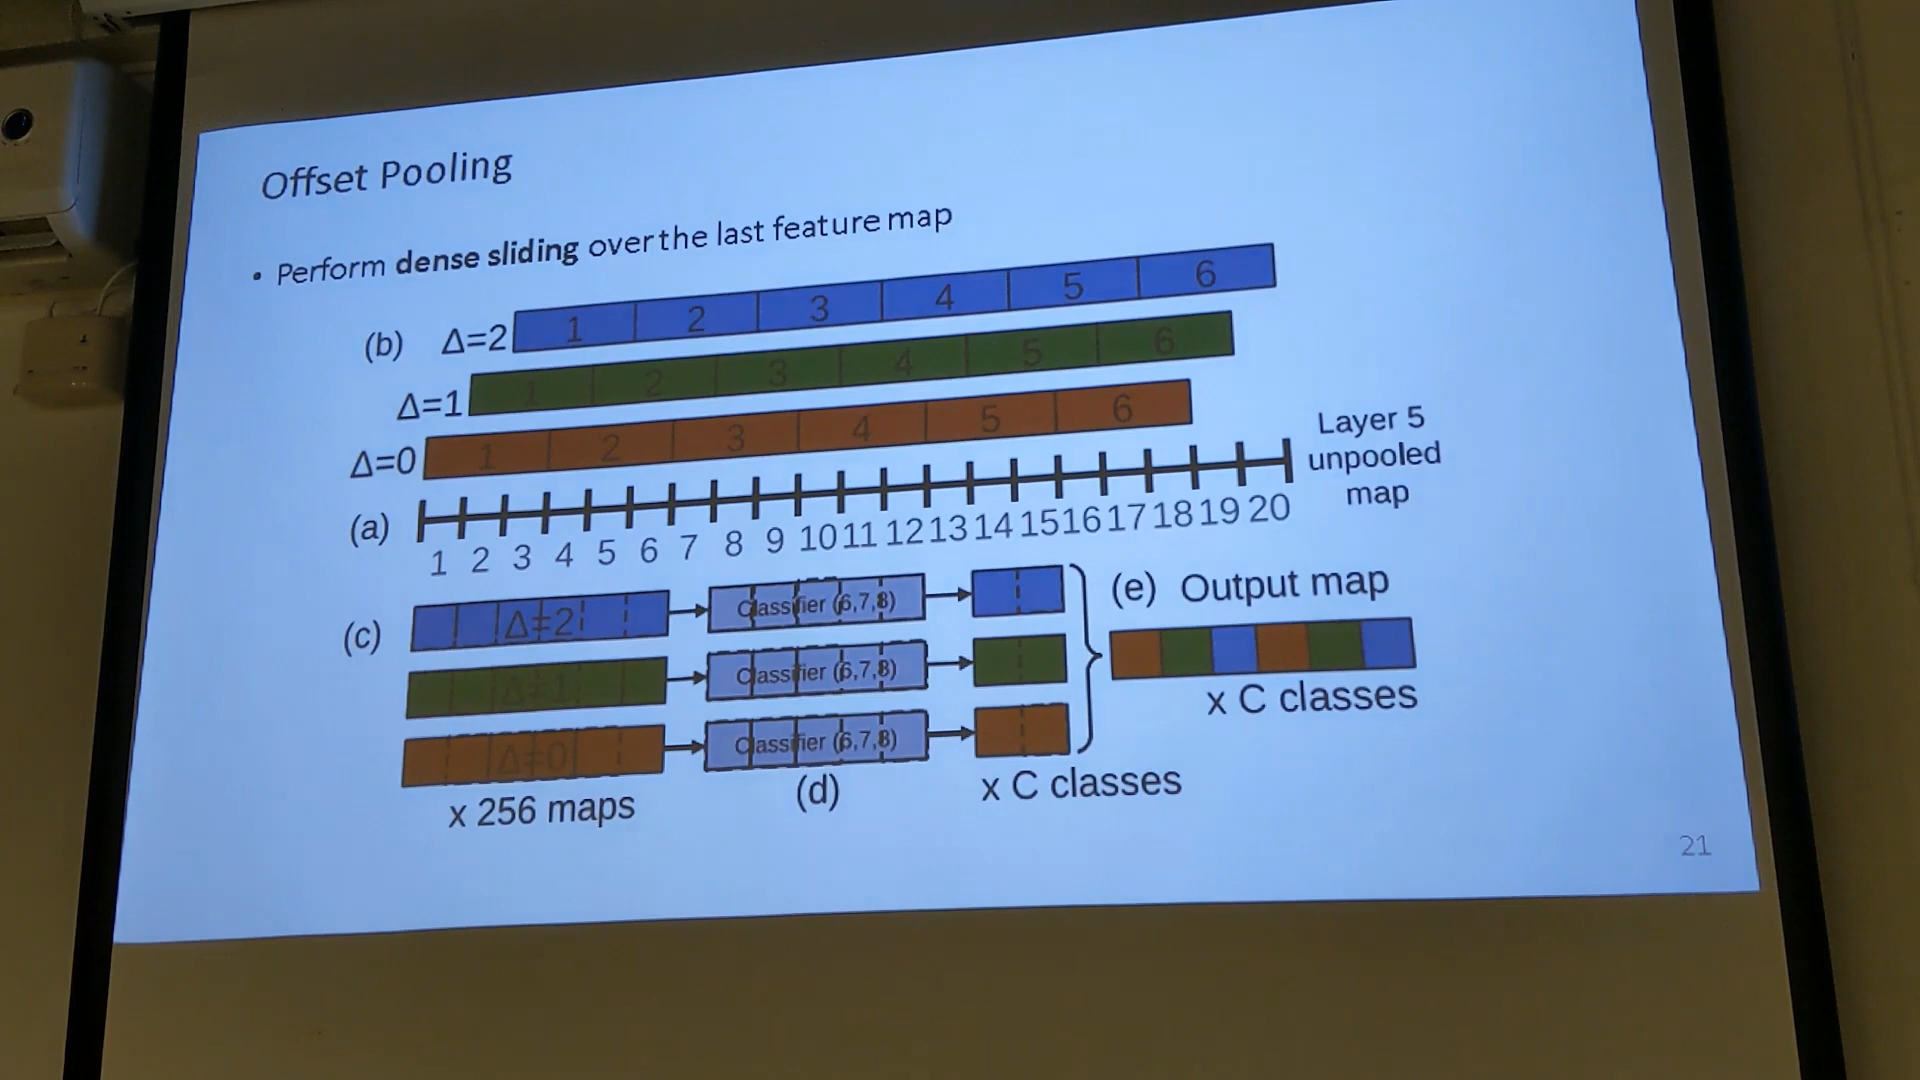 Offset Pooling
• Perform dense sliding over the last feature map
(b) Δ=2 1 2 3 4 5 6
Δ=1 1 2 3 4 5 6
Δ=0 1 2 3 4 5 6
Layer 5
unpooled
map
(a) 1 2 3 4 5 6 7 8 9 10 11 12 13 14 15 16 17 18 19 20
(c) Δ=2 Classifier (6,7,8)
Δ=1 Classifier (6,7,8)
Δ=0 Classifier (6,7,8)
x 256 maps
(d)
x C classes
(e) Output map
x C classes
21